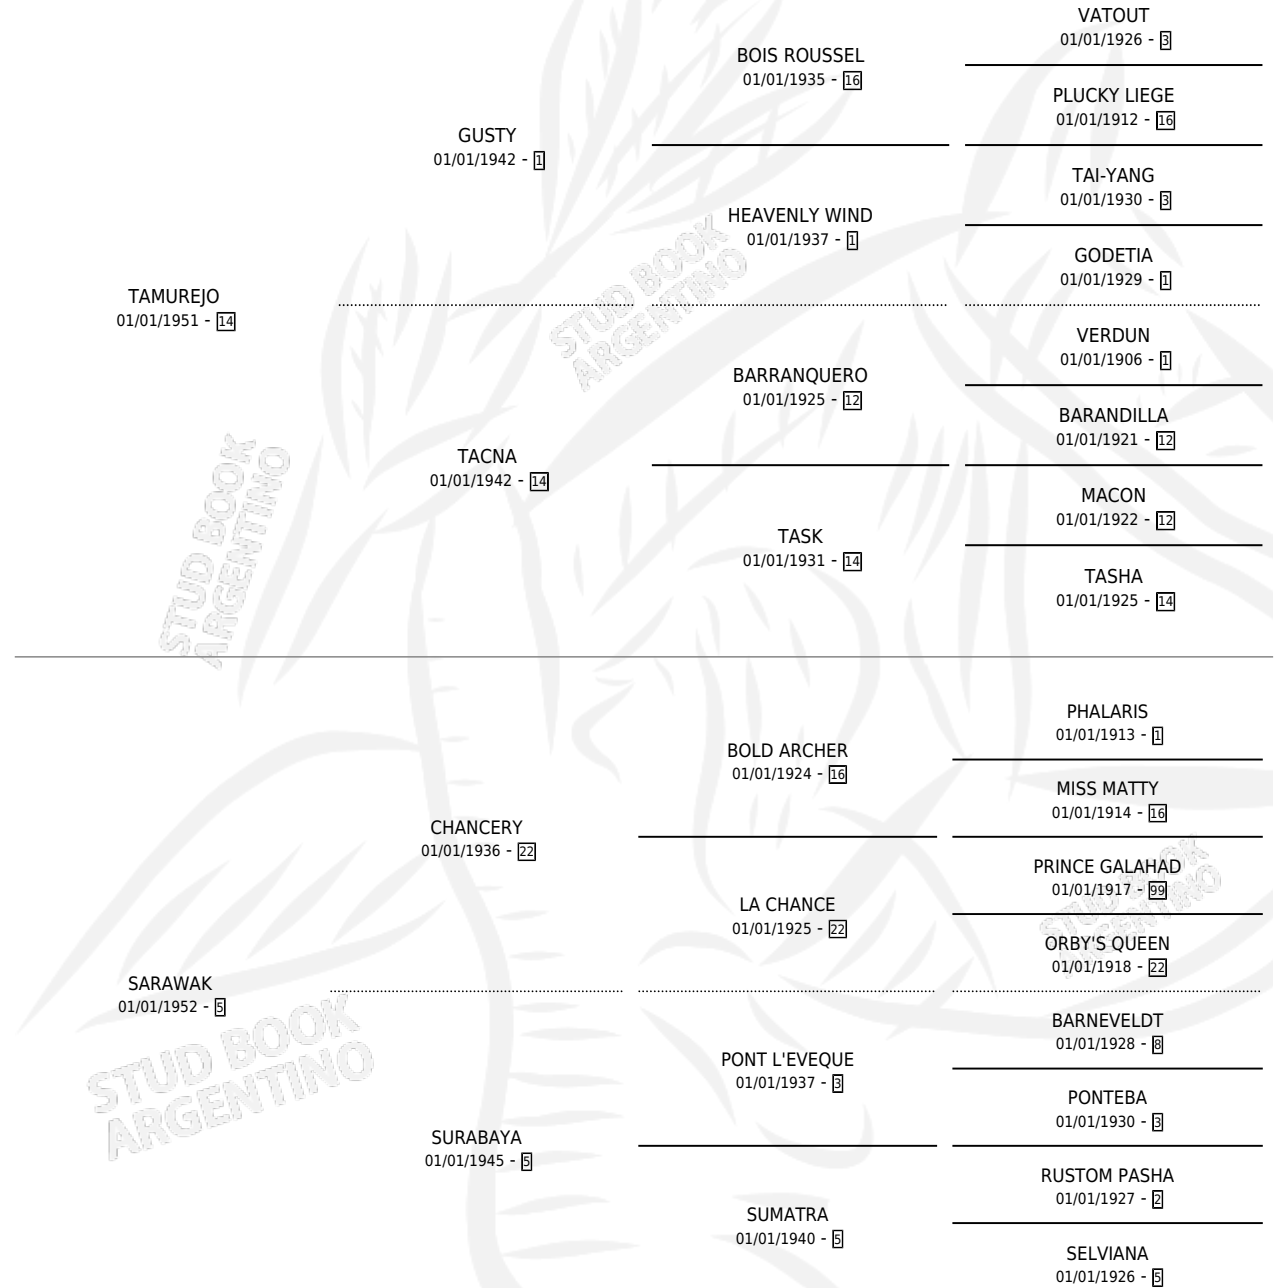 VATOUT
01/01/1926 - 3
BOIS ROUSSEL
01/01/1935 - 16
PLUCKY LIEGE
01/01/1912 - 16
GUSTY
01/01/1942 - 1
TAI-YANG
01/01/1930 - 3
HEAVENLY WIND
01/01/1937 - 1
GODETIA
01/01/1929 - 1
TAMUREJO
01/01/1951 - 14
VERDUN
01/01/1906 - 1
BARRANQUERO
01/01/1925 - 12
BARANDILLA
01/01/1921 - 12
TACNA
01/01/1942 - 14
MACON
01/01/1922 - 12
TASK
01/01/1931 - 14
TASHA
01/01/1925 - 14
PHALARIS
01/01/1913 - 1
BOLD ARCHER
01/01/1924 - 16
MISS MATTY
01/01/1914 - 16
CHANCERY
01/01/1936 - 22
PRINCE GALAHAD
01/01/1917 - 99
LA CHANCE
01/01/1925 - 22
ORBY'S QUEEN
01/01/1918 - 22
SARAWAK
01/01/1952 - 5
BARNEVELDT
01/01/1928 - 8
PONT L'EVEQUE
01/01/1937 - 3
PONTEBA
01/01/1930 - 3
SURABAYA
01/01/1945 - 5
RUSTOM PASHA
01/01/1927 - 2
SUMATRA
01/01/1940 - 5
SELVIANA
01/01/1926 - 5
STUD BOOK
ARGENTINO
STUD BOOK
ARGENTINO
STUD BOOK
ARGENTINO
STUD BOOK
ARGENTINO